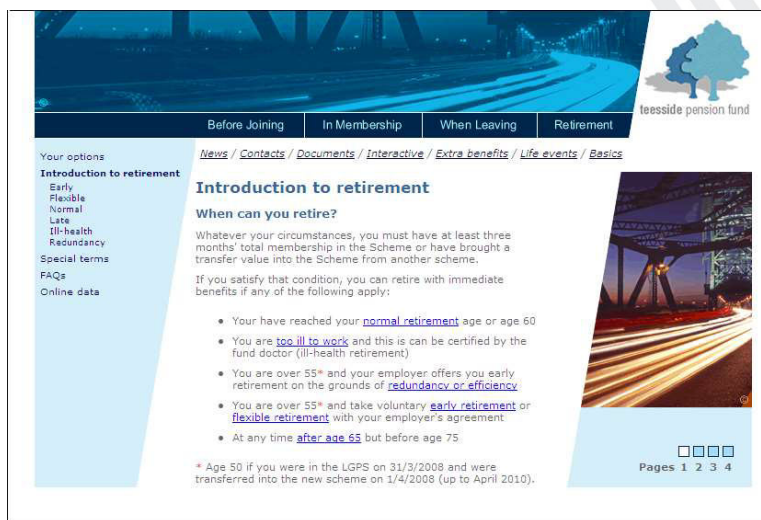 teesside pension fund
Before Joining
In Membership
When Leaving
Retirement
News / Contacts / Documents / Interactive / Extra benefits / Life events / Basics
Your options
Introduction to retirement
Early
Flexible
Normal
Late
Ill-health
Redundancy
Special terms
FAQs
Online data
Introduction to retirement
When can you retire?
Whatever your circumstances, you must have at least three
months' total membership in the Scheme or have brought a
transfer value into the Scheme from another scheme.
If you satisfy that condition, you can retire with immediate
benefits if any of the following apply:
• Your have reached your normal retirement age or age 60
• You are too ill to work and this is can be certified by the
fund doctor (ill-health retirement)
• You are over 55* and your employer offers you early
retirement on the grounds of redundancy or efficiency
• You are over 55* and take voluntary early retirement or
flexible retirement with your employer's agreement
• At any time after age 65 but before age 75
* Age 50 if you were in the LGPS on 31/3/2008 and were
transferred into the new scheme on 1/4/2008 (up to April 2010).
©
©
Pages 1 2 3 4